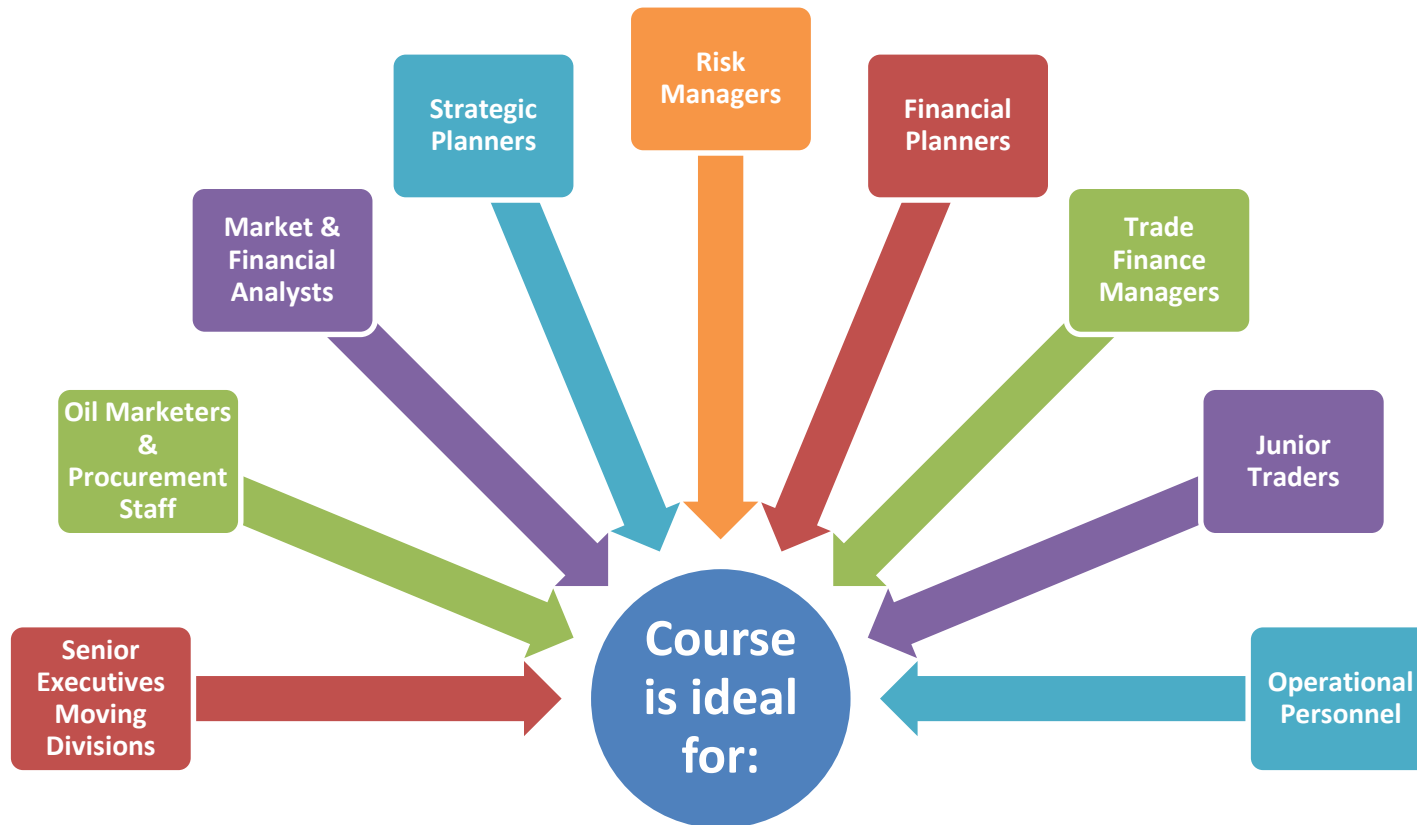 Senior
Executives
Moving
Divisions
Oil Marketers
&
Procurement
Staff
Market &
Financial
Analysts
Strategic
Planners
Risk
Managers
Financial
Planners
Trade
Finance
Managers
Junior
Traders
Operational
Personnel
Course
is ideal
for: